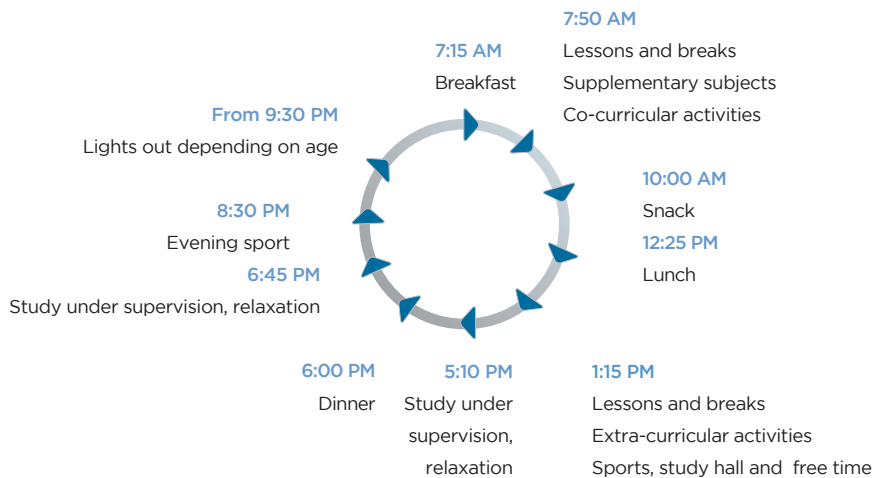 7:15 AM
Breakfast
7:50 AM
Lessons and breaks
Supplementary subjects
Co-curricular activities
10:00 AM
Snack
12:25 PM
Lunch
1:15 PM
Lessons and breaks
Extra-curricular activities
Sports, study hall and free time
5:10 PM
Study under
supervision,
relaxation
6:00 PM
Dinner
6:45 PM
Study under supervision, relaxation
8:30 PM
Evening sport
From 9:30 PM
Lights out depending on age